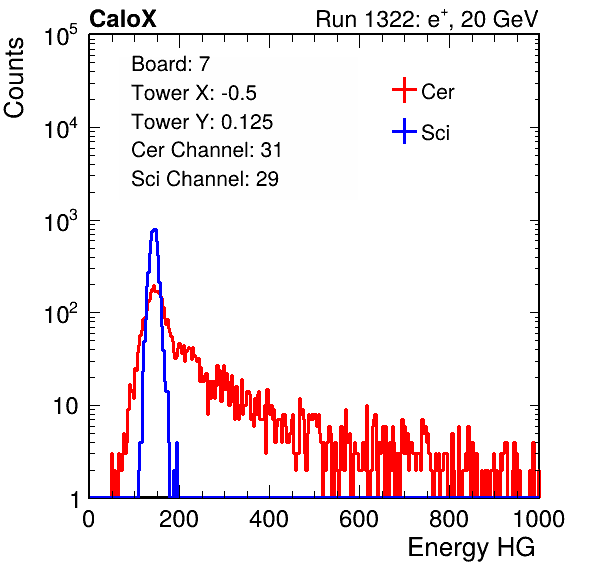 CaloX Run 1322: e⁺, 20 GeV
Counts
10⁵
10⁴
10³
10²
10
1
Board: 7
Tower X: -0.5
Tower Y: 0.125
Cer Channel: 31
Sci Channel: 29
Cer
Sci
0 200 400 600 800 1000
Energy HG